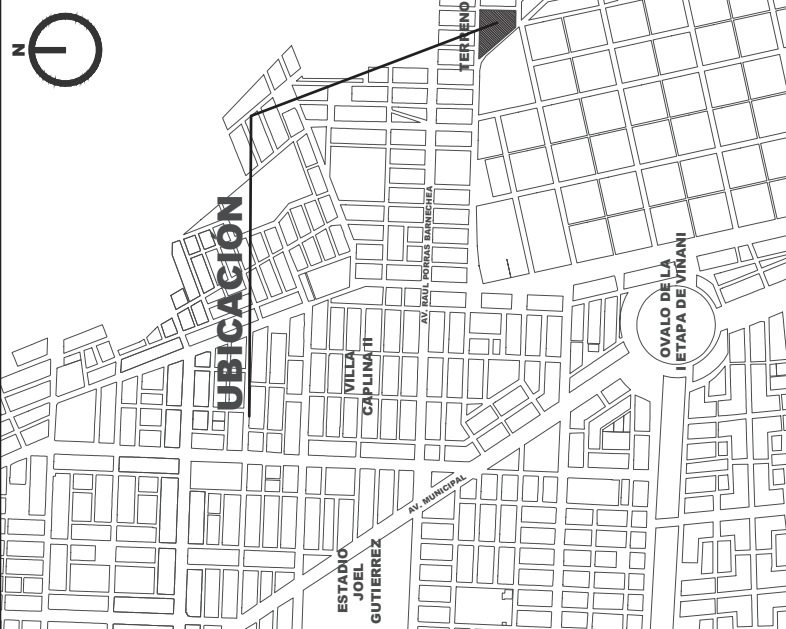 N
UBICACIÓN
TERRENO
AV. RAÚL PORRAS BARNECHEA
VILLA
CAPLINA II
OVALO DE LA
I ETAPA DE VIÑANI
AV. MUNICIPAL
ESTADIO
JOEL
GUTIERREZ